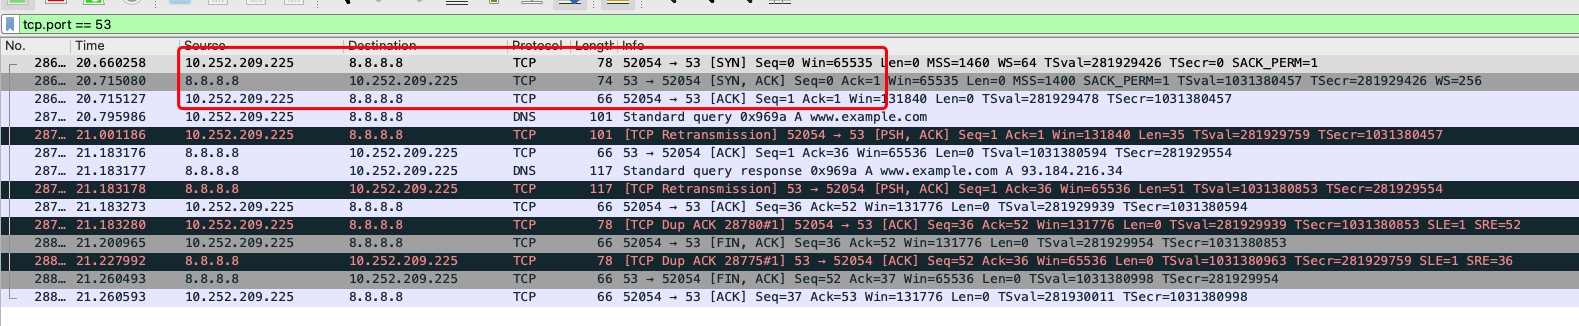 tcp.port == 53
No. Time Source Destination Protocol Length Info
286… 20.660258 10.252.209.225 8.8.8.8 TCP 78 52054 → 53 [SYN] Seq=0 Win=65535 Len=0 MSS=1460 WS=64 TSval=281929426 TSecr=0 SACK_PERM=1
286… 20.715080 8.8.8.8 10.252.209.225 TCP 74 53 → 52054 [SYN, ACK] Seq=0 Ack=1 Win=65535 Len=0 MSS=1400 SACK_PERM=1 TSval=1031380457 TSecr=281929426 WS=256
286… 20.715127 10.252.209.225 8.8.8.8 TCP 66 52054 → 53 [ACK] Seq=1 Ack=1 Win=131840 Len=0 TSval=281929478 TSecr=1031380457
287… 20.795986 10.252.209.225 8.8.8.8 DNS 101 Standard query 0x969a A www.example.com
287… 21.001186 10.252.209.225 8.8.8.8 TCP 101 [TCP Retransmission] 52054 → 53 [PSH, ACK] Seq=1 Ack=1 Win=131840 Len=35 TSval=281929759 TSecr=1031380457
287… 21.183176 8.8.8.8 10.252.209.225 TCP 66 53 → 52054 [ACK] Seq=1 Ack=36 Win=65536 Len=0 TSval=1031380594 TSecr=281929554
287… 21.183177 8.8.8.8 10.252.209.225 DNS 117 Standard query response 0x969a A www.example.com A 93.184.216.34
287… 21.183178 8.8.8.8 10.252.209.225 TCP 117 [TCP Retransmission] 53 → 52054 [PSH, ACK] Seq=1 Ack=36 Win=65536 Len=51 TSval=1031380853 TSecr=281929554
287… 21.183273 10.252.209.225 8.8.8.8 TCP 66 52054 → 53 [ACK] Seq=36 Ack=52 Win=131776 Len=0 TSval=281929939 TSecr=1031380594
287… 21.183280 10.252.209.225 8.8.8.8 TCP 78 [TCP Dup ACK 28780#1] 52054 → 53 [ACK] Seq=36 Ack=52 Win=131776 Len=0 TSval=281929939 TSecr=1031380853 SLE=1 SRE=52
288… 21.200965 10.252.209.225 8.8.8.8 TCP 66 52054 → 53 [FIN, ACK] Seq=36 Ack=52 Win=131776 Len=0 TSval=281929954 TSecr=1031380853
288… 21.227992 8.8.8.8 10.252.209.225 TCP 78 [TCP Dup ACK 28775#1] 53 → 52054 [ACK] Seq=52 Ack=36 Win=65536 Len=0 TSval=1031380963 TSecr=281929759 SLE=1 SRE=36
288… 21.260493 8.8.8.8 10.252.209.225 TCP 66 53 → 52054 [FIN, ACK] Seq=52 Ack=37 Win=65536 Len=0 TSval=1031380998 TSecr=281929954
288… 21.260593 10.252.209.225 8.8.8.8 TCP 66 52054 → 53 [ACK] Seq=37 Ack=53 Win=131776 Len=0 TSval=281930011 TSecr=1031380998